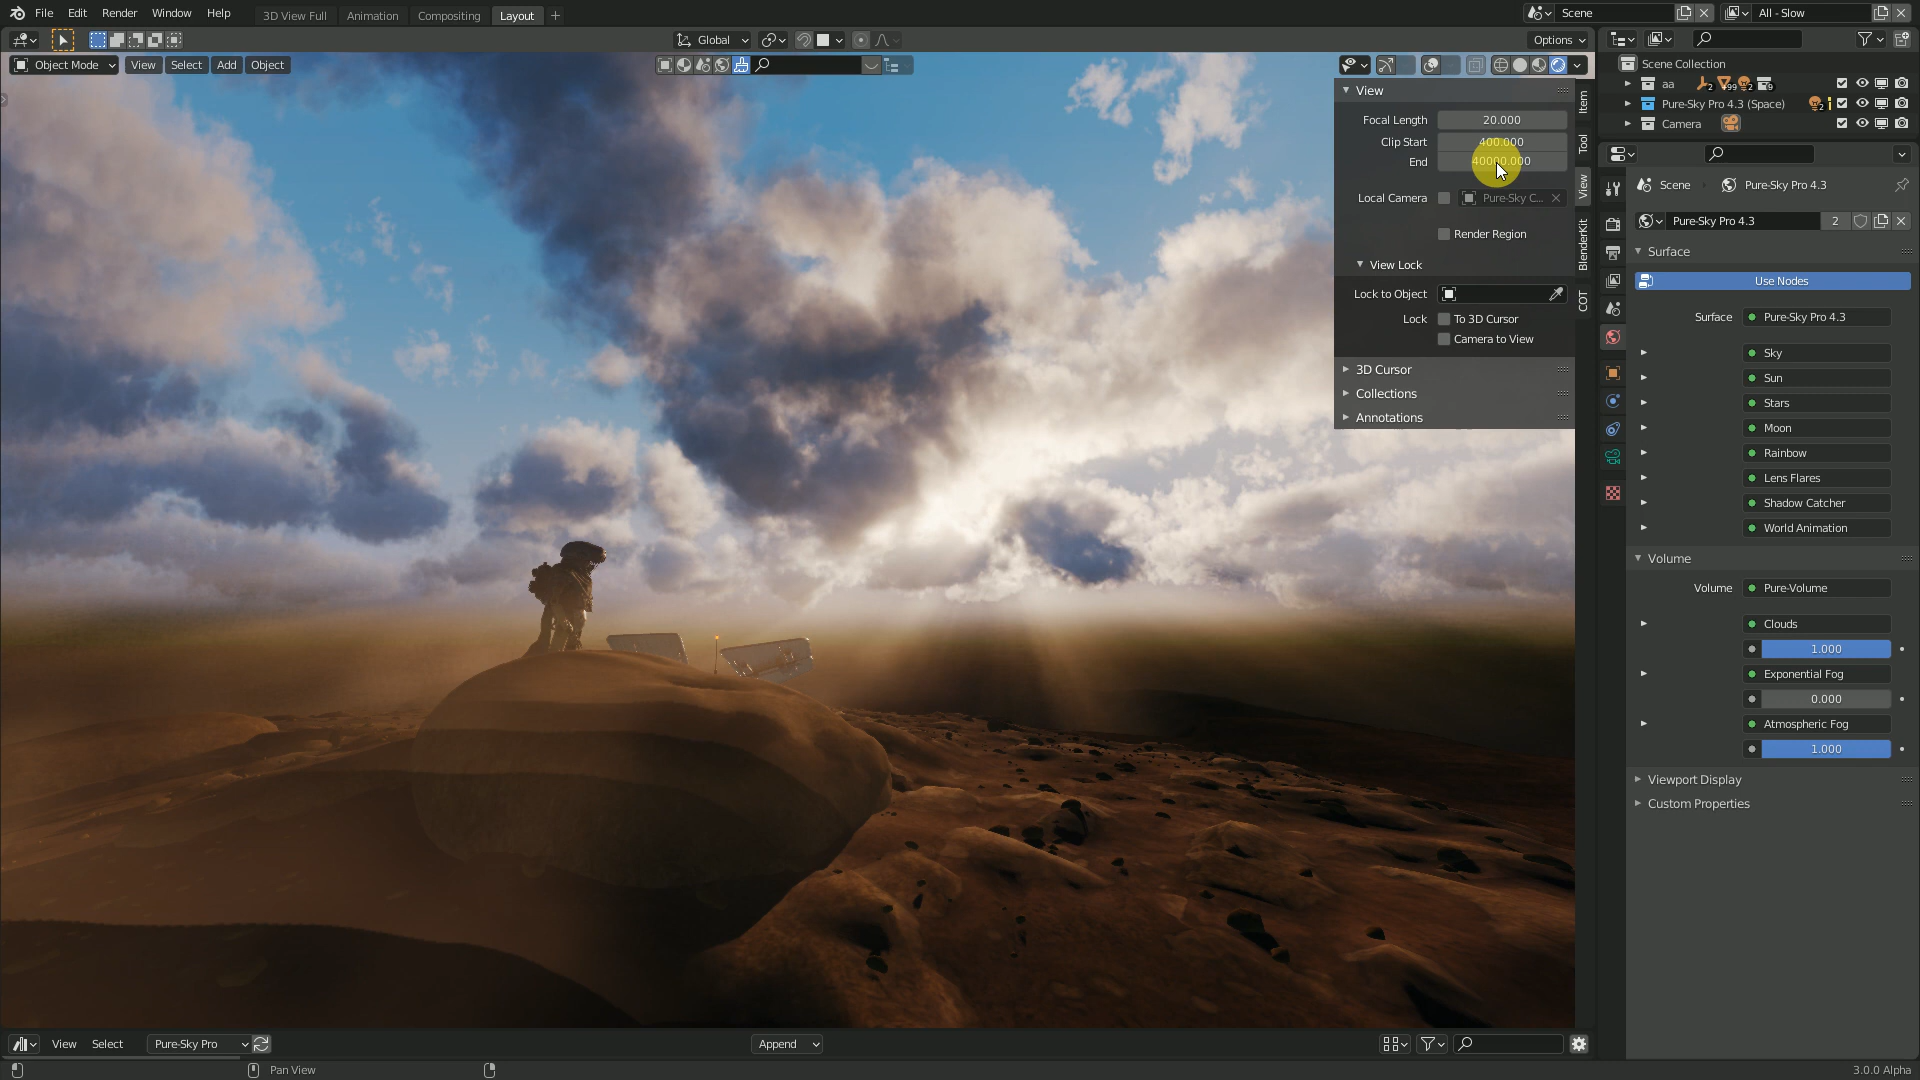 File Edit Render Window Help 3D View Full Animation Compositing Layout + Scene All - Slow
Global Options
Object Mode View Select Add Object
Scene Collection
aa 2 99 2 9
Pure-Sky Pro 4.3 (Space) 2
Camera
View
Focal Length 20.000
Clip Start 400.000
End 40000.000
Local Camera Pure-Sky C...
Render Region
View Lock
Lock to Object
Lock To 3D Cursor
Camera to View
3D Cursor
Collections
Annotations
Item
Tool
View
BlenderKit
COT
Scene Pure-Sky Pro 4.3
Pure-Sky Pro 4.3 2
Surface
Use Nodes
Surface Pure-Sky Pro 4.3
Sky
Sun
Stars
Moon
Rainbow
Lens Flares
Shadow Catcher
World Animation
Volume
Volume Pure-Volume
Clouds
1.000
Exponential Fog
0.000
Atmospheric Fog
1.000
Viewport Display
Custom Properties
View Select Pure-Sky Pro Append
Pan View 3.0.0 Alpha